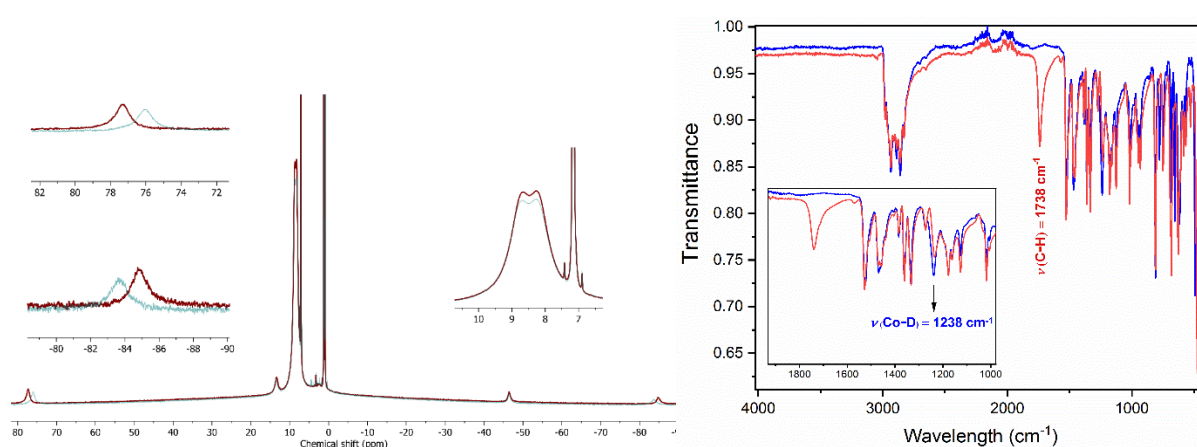 82 80 78 76 74 72
-80 -82 -84 -86 -88 -90
10 9 8 7
80 70 60 50 40 30 20 10 0 -10 -20 -30 -40 -50 -60 -70 -80 -9
Chemical shift (ppm)
1.00
0.95
0.90
0.85
0.80
0.75
0.70
0.65
Transmittance
ν(C−H) = 1738 cm-1
ν(Co−D) = 1238 cm-1
1800 1600 1400 1200 1000
4000 3000 2000 1000
Wavelength (cm-1)